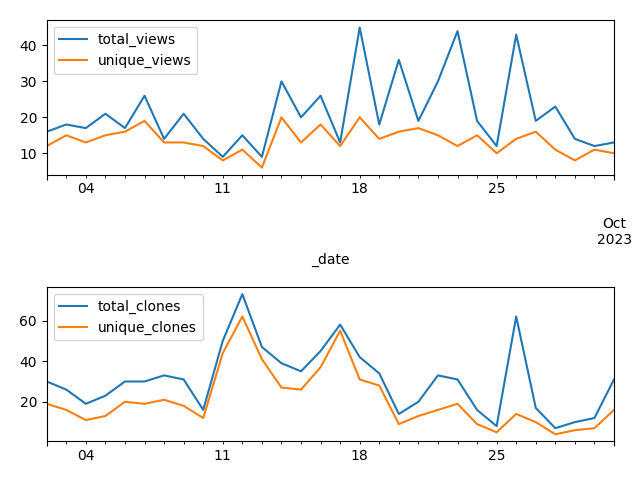 total_views
unique_views
40
30
20
10
04 11 18 25
Oct
2023
_date
total_clones
unique_clones
60
40
20
04 11 18 25